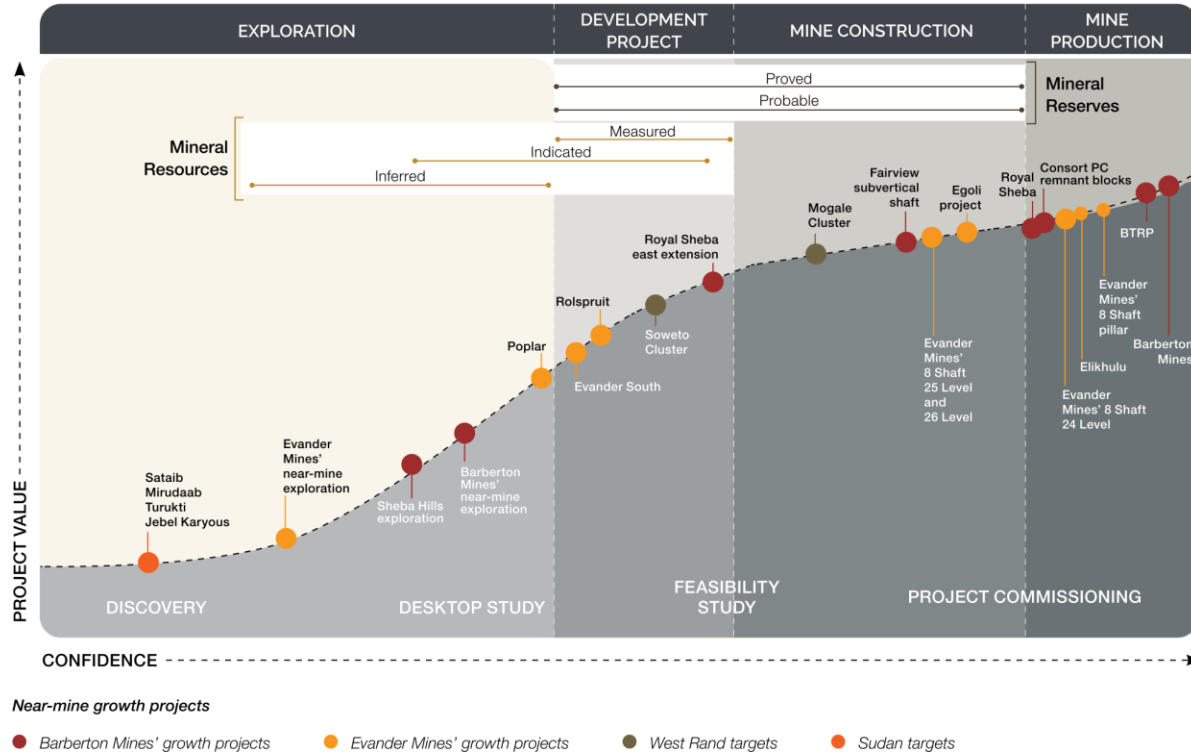 EXPLORATION
DEVELOPMENT
PROJECT
MINE CONSTRUCTION
MINE
PRODUCTION
Proved
Probable
Mineral
Reserves
Measured
Indicated
Inferred
Mineral
Resources
Sataib
Mirudaab
Turukti
Jebel Karyous
Evander
Mines'
near-mine
exploration
Sheba Hills
exploration
Barberton
Mines'
near-mine
exploration
Poplar
Evander South
Rolspruit
Soweto
Cluster
Royal Sheba
east extension
Mogale
Cluster
Fairview
subvertical
shaft
Evander
Mines'
8 Shaft
25 Level
and
26 Level
Egoli
project
Royal
Sheba
Consort PC
remnant blocks
Evander
Mines' 8 Shaft
24 Level
Elikhulu
Evander
Mines'
8 Shaft
pillar
BTRP
Barberton
Mines
DISCOVERY
DESKTOP STUDY
FEASIBILITY
STUDY
PROJECT COMMISSIONING
PROJECT VALUE
CONFIDENCE
Near-mine growth projects
Barberton Mines' growth projects
Evander Mines' growth projects
West Rand targets
Sudan targets